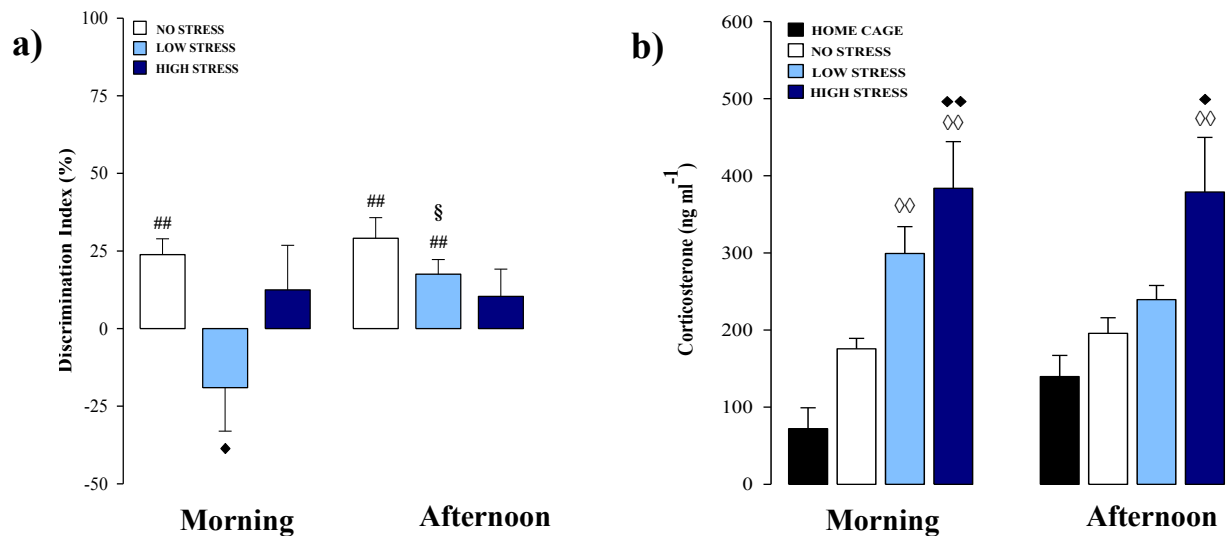 a)
NO STRESS
LOW STRESS
HIGH STRESS
Discrimination Index (%)
100
75
50
25
0
-25
-50
##
◆
##
§
##
Morning
Afternoon
b)
HOME CAGE
NO STRESS
LOW STRESS
HIGH STRESS
Corticosterone (ng ml-1)
600
500
400
300
200
100
0
◊◊
◆◆
◊◊
◆
◊◊
Morning
Afternoon